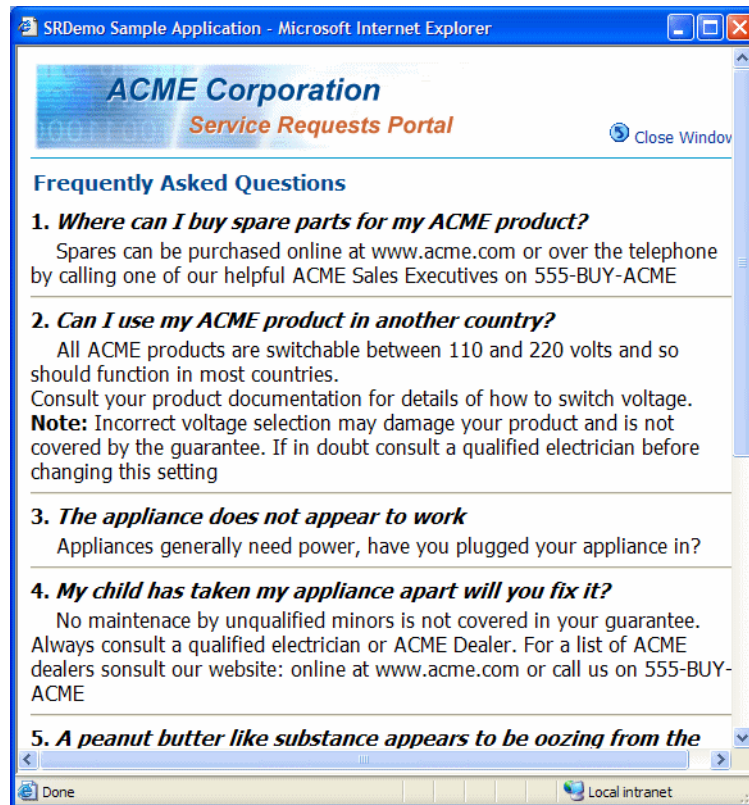 SRDemo Sample Application - Microsoft Internet Explorer
ACME Corporation
Service Requests Portal
Close Window
Frequently Asked Questions
1. Where can I buy spare parts for my ACME product?
Spares can be purchased online at www.acme.com or over the telephone
by calling one of our helpful ACME Sales Executives on 555-BUY-ACME
2. Can I use my ACME product in another country?
All ACME products are switchable between 110 and 220 volts and so
should function in most countries.
Consult your product documentation for details of how to switch voltage.
Note: Incorrect voltage selection may damage your product and is not
covered by the guarantee. If in doubt consult a qualified electrician before
changing this setting
3. The appliance does not appear to work
Appliances generally need power, have you plugged your appliance in?
4. My child has taken my appliance apart will you fix it?
No maintenace by unqualified minors is not covered in your guarantee.
Always consult a qualified electrician or ACME Dealer. For a list of ACME
dealers sonsult our website: online at www.acme.com or call us on 555-BUY-
ACME
5. A peanut butter like substance appears to be oozing from the
Done
Local intranet